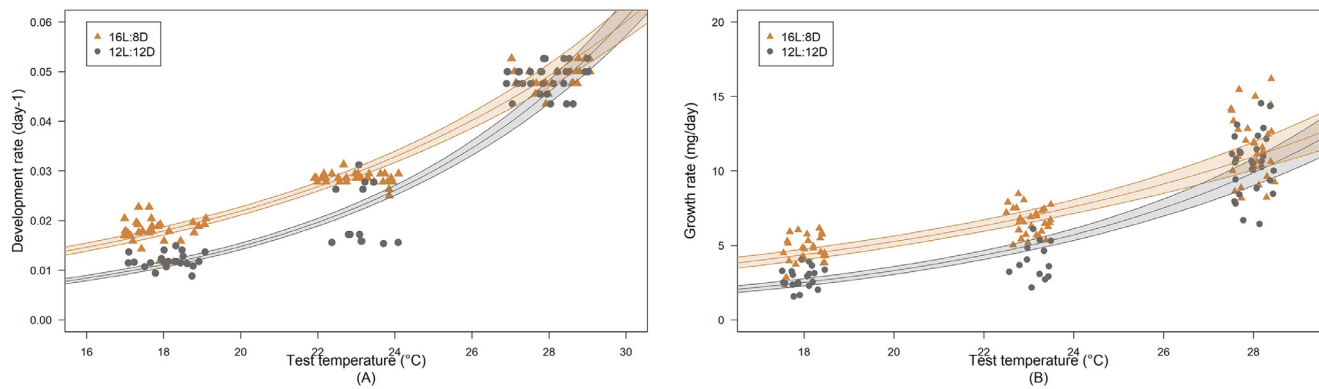 16L:8D
12L:12D
Development rate (day-1)
0.06
0.05
0.04
0.03
0.02
0.01
0.00
16 18 20 22 24 26 28 30
Test temperature (°C)
(A)
16L:8D
12L:12D
Growth rate (mg/day)
20
15
10
5
0
18 20 22 24 26 28
Test temperature (°C)
(B)